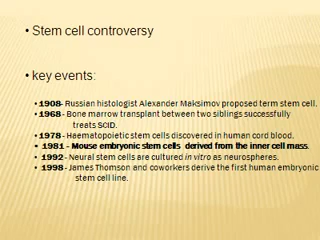 • Stem cell controversy
• key events:
• 1908- Russian histologist Alexander Maksimov proposed term stem cell.
• 1968 - Bone marrow transplant between two siblings successfully
treats SCID.
• 1978 - Haematopoietic stem cells discovered in human cord blood.
• 1981 - Mouse embryonic stem cells derived from the inner cell mass.
• 1992 - Neural stem cells are cultured in vitro as neurospheres.
• 1998 - James Thomson and coworkers derive the first human embryonic
stem cell line.